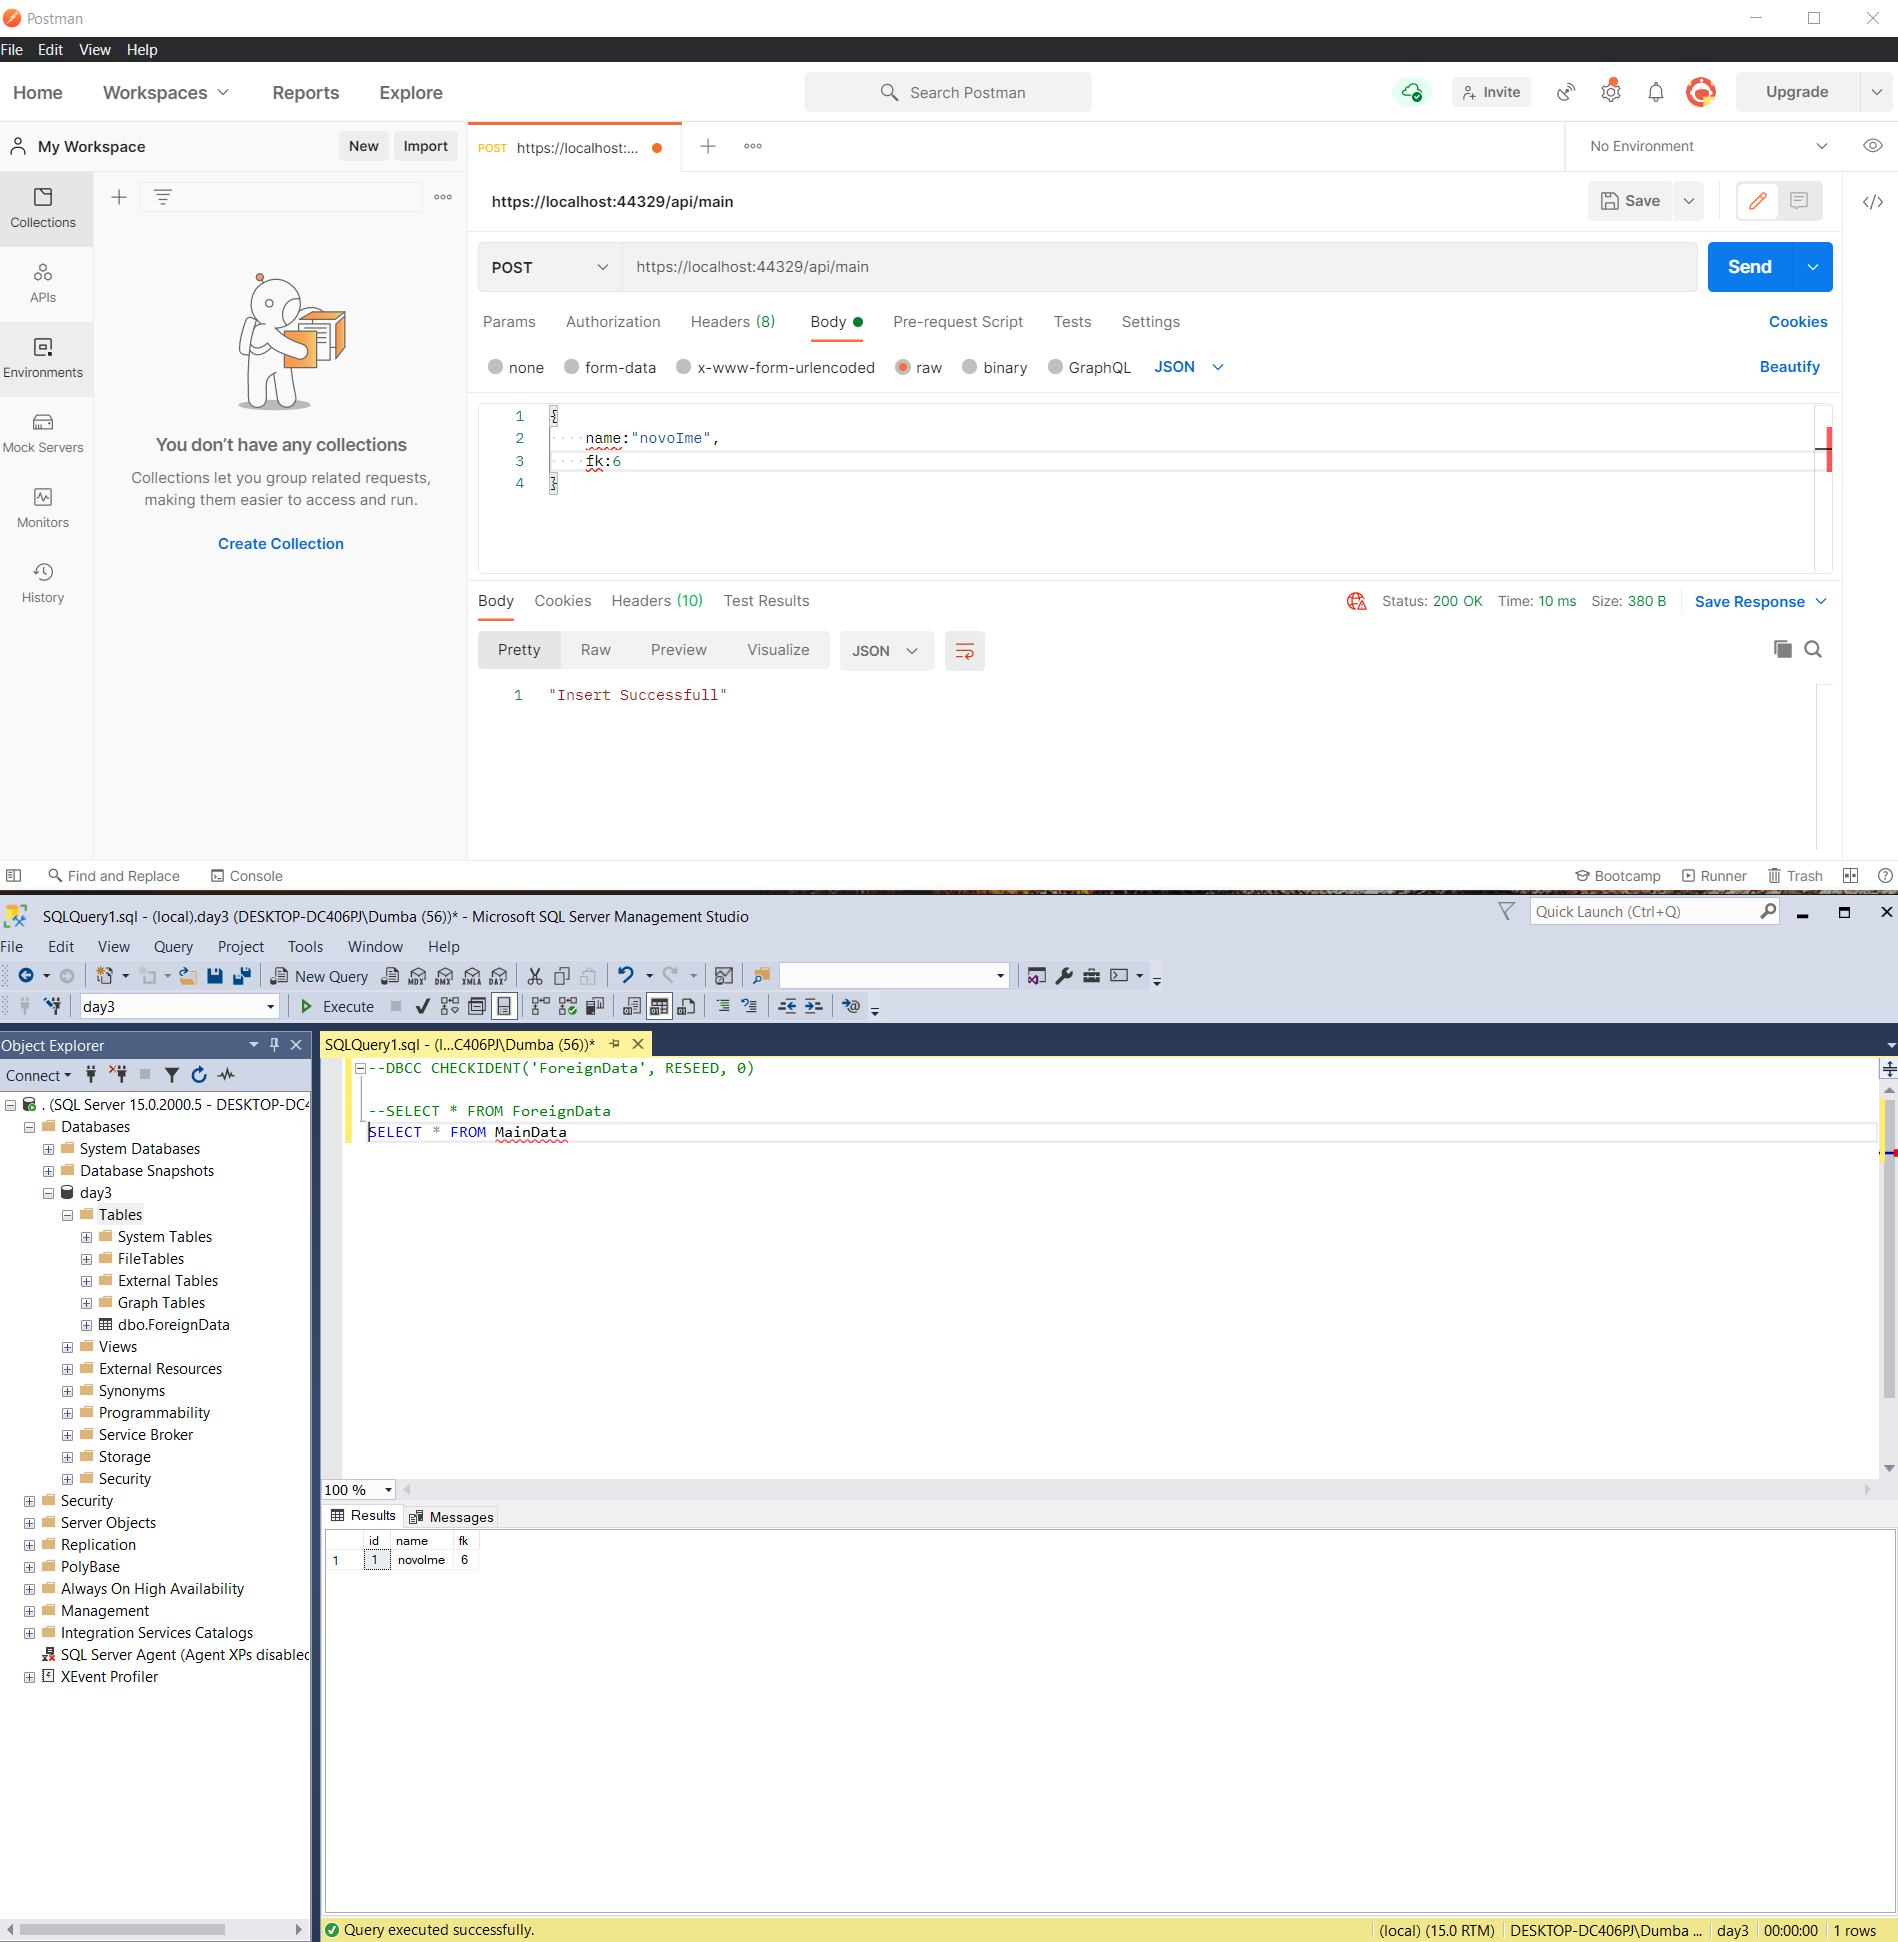 Postman
File Edit View Help
Home Workspaces Reports Explore Search Postman Invite Upgrade
My Workspace New Import POST https://localhost:... No Environment
Collections
https://localhost:44329/api/main Save
APIs
POST https://localhost:44329/api/main Send
Params Authorization Headers (8) Body Pre-request Script Tests Settings Cookies
Environments
none form-data x-www-form-urlencoded raw binary GraphQL JSON Beautify
1 {
2 name:"novoIme",
3 fk:6
4 }
Mock Servers
You don't have any collections
Collections let you group related requests,
making them easier to access and run.
Create Collection
Monitors
History
Body Cookies Headers (10) Test Results Status: 200 OK Time: 10 ms Size: 380 B Save Response
Pretty Raw Preview Visualize JSON
1 "Insert Successfull"
Find and Replace Console Bootcamp Runner Trash
SQLQuery1.sql - (local).day3 (DESKTOP-DC406PJ\Dumba (56))* - Microsoft SQL Server Management Studio Quick Launch (Ctrl+Q)
File Edit View Query Project Tools Window Help
New Query MDX DMX XMLA DAX
day3 Execute
Object Explorer
Connect
. (SQL Server 15.0.2000.5 - DESKTOP-DC4
Databases
System Databases
Database Snapshots
day3
Tables
System Tables
FileTables
External Tables
Graph Tables
dbo.ForeignData
Views
External Resources
Synonyms
Programmability
Service Broker
Storage
Security
Security
Server Objects
Replication
PolyBase
Always On High Availability
Management
Integration Services Catalogs
SQL Server Agent (Agent XPs disabled
XEvent Profiler
SQLQuery1.sql - (l...C406PJ\Dumba (56))*
--DBCC CHECKIDENT('ForeignData', RESEED, 0)
--SELECT * FROM ForeignData
SELECT * FROM MainData
100 %
Results Messages
id name fk
1 1 novoIme 6
Query executed successfully. (local) (15.0 RTM) DESKTOP-DC406PJ\Dumba ... day3 00:00:00 1 rows